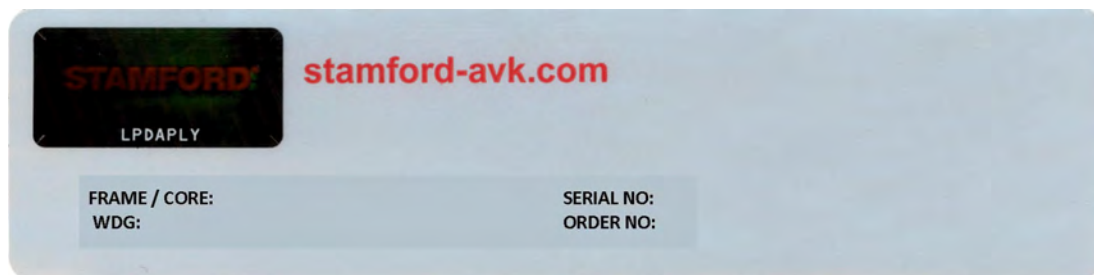 STAMFORD
stamford-avk.com
LPDAPLY
FRAME / CORE:
SERIAL NO:
WDG:
ORDER NO: